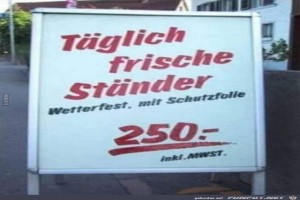 Täglich
frische
Ständer
Wetterfest, mit Schutzfolie
250.-
inkl. MWST.